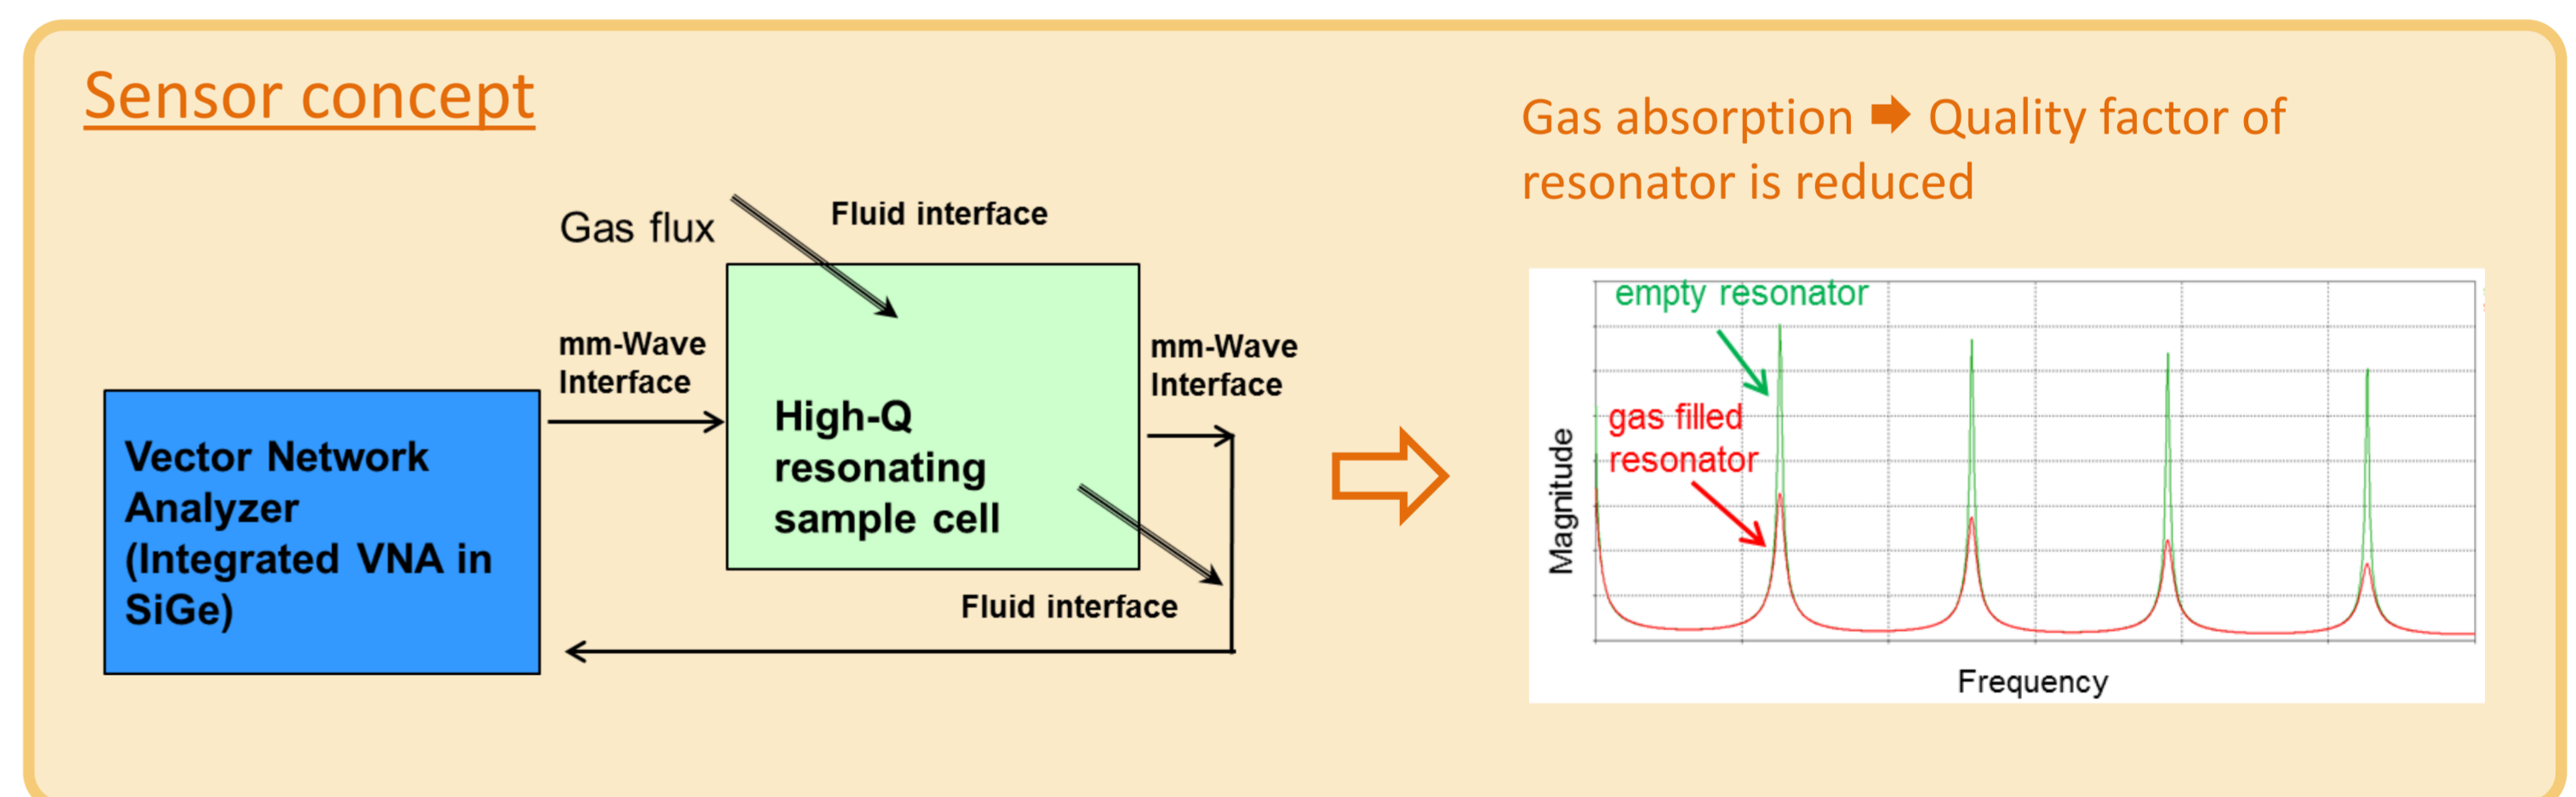 Sensor concept
Gas absorption ➡ Quality factor of
resonator is reduced
Gas flux
Fluid interface
mm-Wave
Interface
mm-Wave
Interface
Vector Network
Analyzer
(Integrated VNA in
SiGe)
High-Q
resonating
sample cell
Fluid interface
empty resonator
gas filled
resonator
Magnitude
Frequency